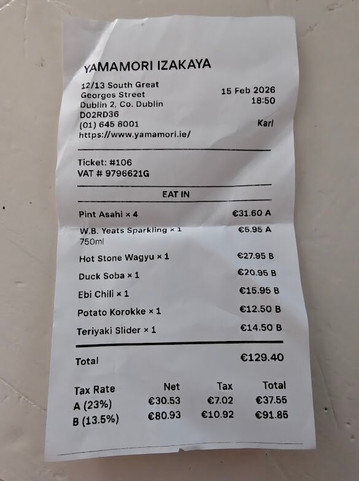 YAMAMORI IZAKAYA
12/13 South Great
Georges Street
Dublin 2, Co. Dublin
D02RD36
(01) 645 8001
https://www.yamamori.ie/
15 Feb 2026
18:50
Karl
Ticket: #106
VAT # 9796621G
EAT IN
Pint Asahi × 4 €31.60 A
W.B. Yeats Sparkling × 1 €5.95 A
750ml
Hot Stone Wagyu × 1 €27.95 B
Duck Soba × 1 €20.95 B
Ebi Chili × 1 €15.95 B
Potato Korokke × 1 €12.50 B
Teriyaki Slider × 1 €14.50 B
Total €129.40
Tax Rate Net Tax Total
A (23%) €30.53 €7.02 €37.55
B (13.5%) €80.93 €10.92 €91.85